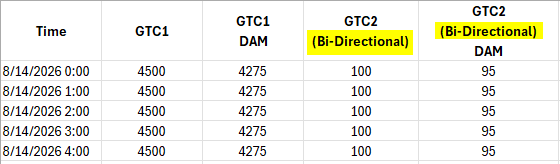 Time GTC1 GTC1 DAM GTC2 (Bi-Directional) GTC2 (Bi-Directional) DAM
8/14/2026 0:00 4500 4275 100 95
8/14/2026 1:00 4500 4275 100 95
8/14/2026 2:00 4500 4275 100 95
8/14/2026 3:00 4500 4275 100 95
8/14/2026 4:00 4500 4275 100 95